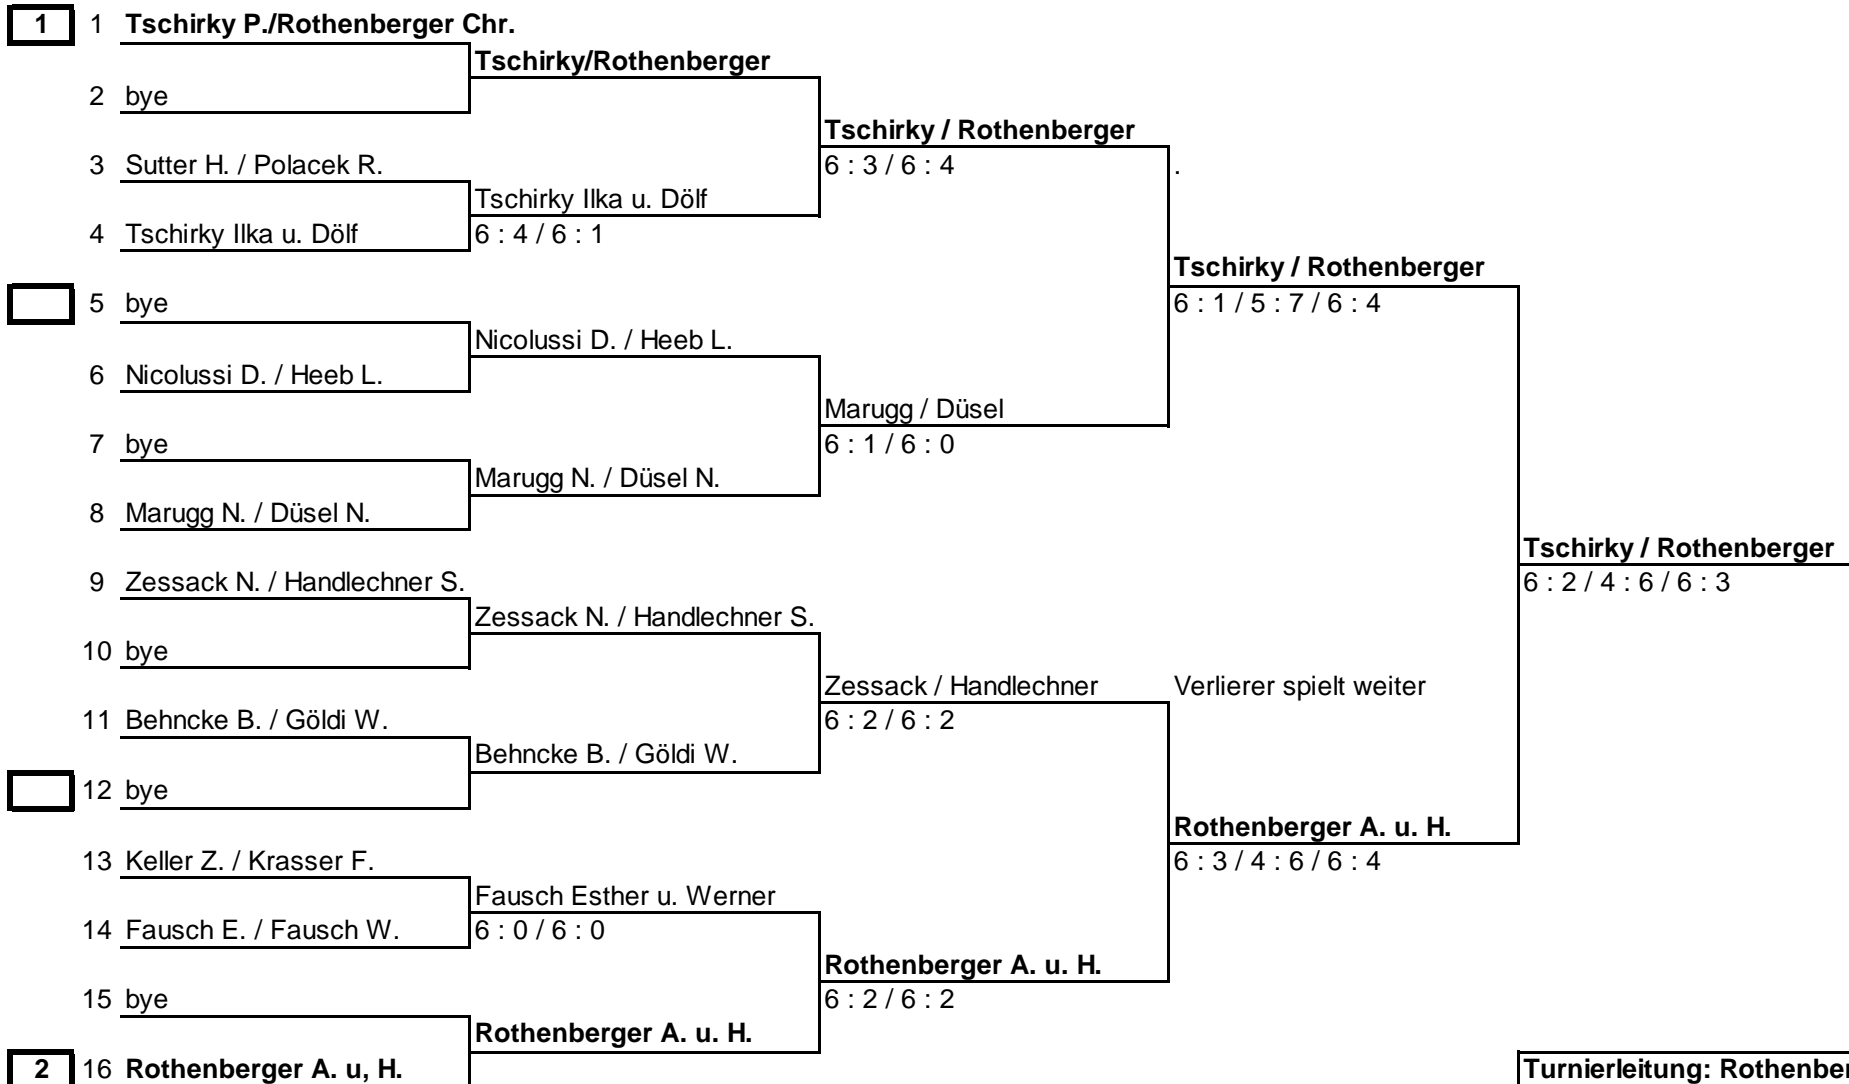 1 1 Tschirky P./Rothenberger Chr.
Tschirky/Rothenberger
2 bye
Tschirky / Rothenberger
3 Sutter H. / Polacek R.
6 : 3 / 6 : 4
.
Tschirky Ilka u. Dölf
4 Tschirky Ilka u. Dölf
6 : 4 / 6 : 1
Tschirky / Rothenberger
5 bye
6 : 1 / 5 : 7 / 6 : 4
Nicolussi D. / Heeb L.
6 Nicolussi D. / Heeb L.
Marugg / Düsel
7 bye
6 : 1 / 6 : 0
Marugg N. / Düsel N.
8 Marugg N. / Düsel N.
Tschirky / Rothenberger
9 Zessack N. / Handlechner S.
6 : 2 / 4 : 6 / 6 : 3
Zessack N. / Handlechner S.
10 bye
Zessack / Handlechner
Verlierer spielt weiter
11 Behncke B. / Göldi W.
6 : 2 / 6 : 2
Behncke B. / Göldi W.
12 bye
Rothenberger A. u. H.
13 Keller Z. / Krasser F.
6 : 3 / 4 : 6 / 6 : 4
Fausch Esther u. Werner
14 Fausch E. / Fausch W.
6 : 0 / 6 : 0
Rothenberger A. u. H.
15 bye
6 : 2 / 6 : 2
Rothenberger A. u. H.
2 16 Rothenberger A. u, H.
Turnierleitung: